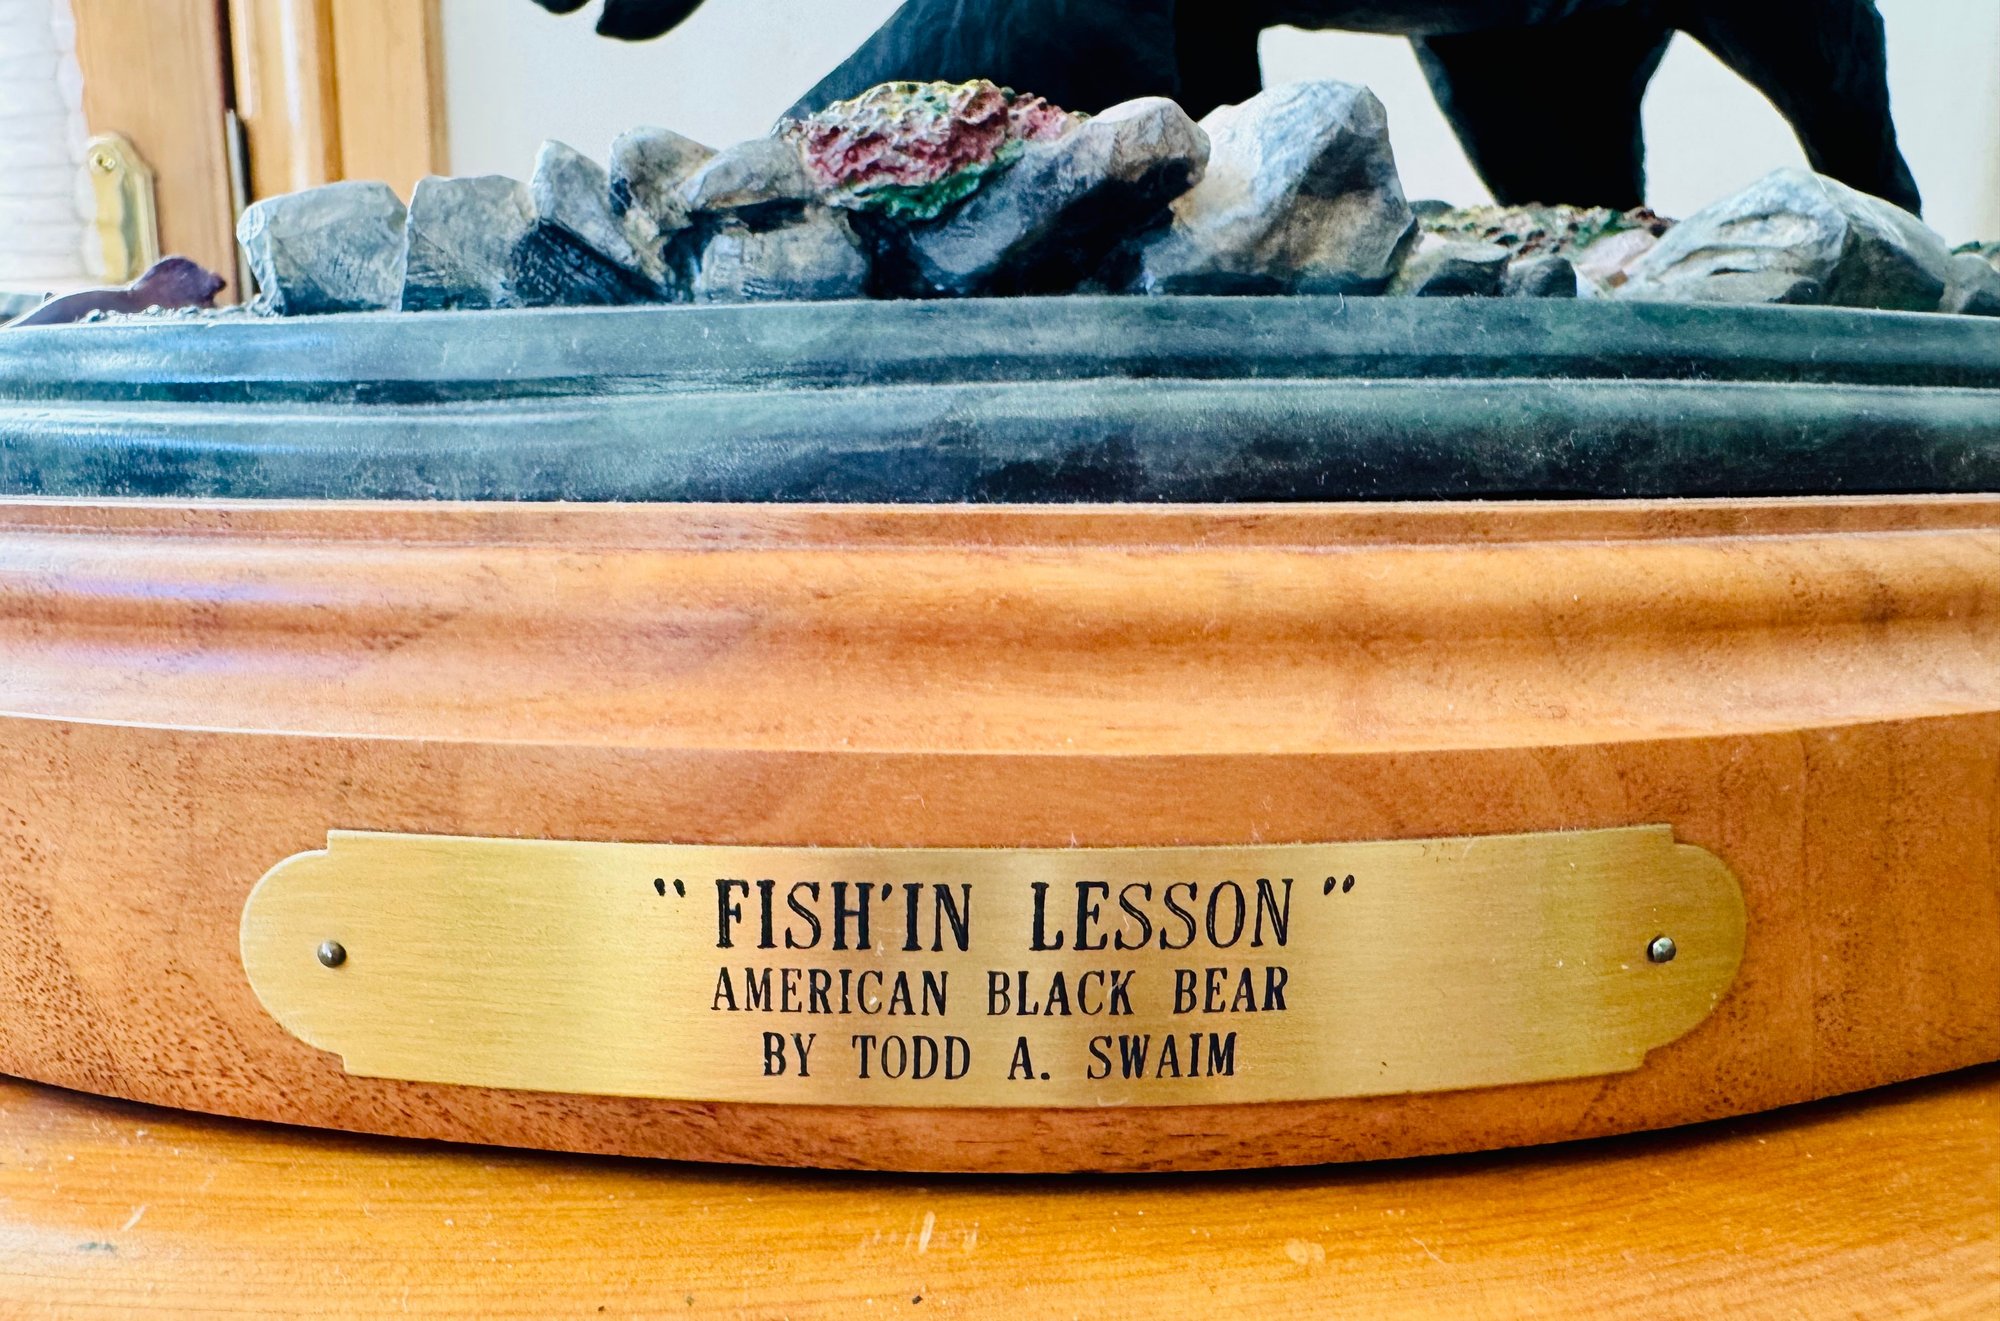 "FISH'IN LESSON"
AMERICAN BLACK BEAR
BY TODD A. SWAIM